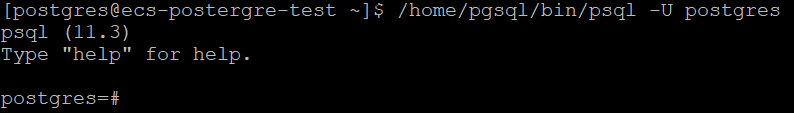 [postgres@ecs-postergre-test ~]$ /home/pgsql/bin/psql -U postgres
psql (11.3)
Type "help" for help.
postgres=#